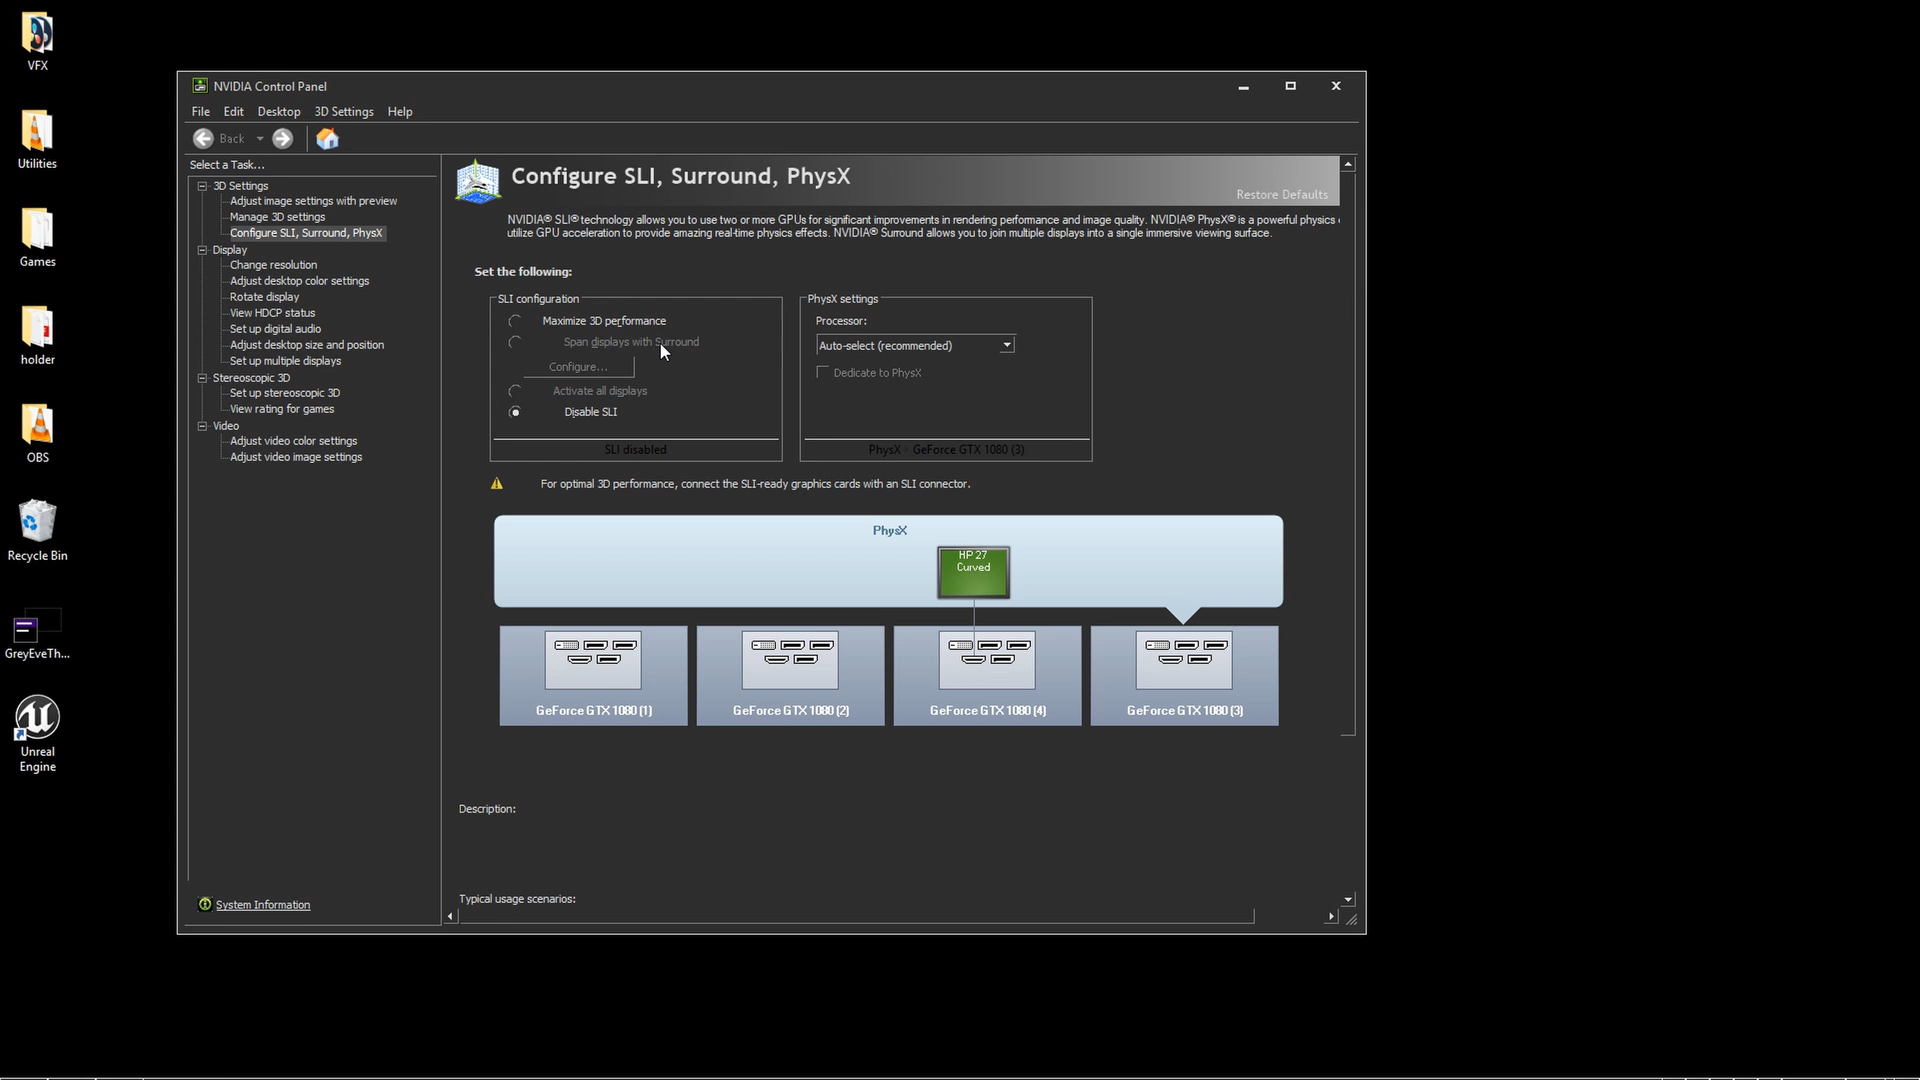 VFX
Utilities
Games
holder
OBS
Recycle Bin
GreyEveTh...
Unreal
Engine
NVIDIA Control Panel
File Edit Desktop 3D Settings Help
Back
Select a Task...
3D Settings
Adjust image settings with preview
Manage 3D settings
Configure SLI, Surround, PhysX
Display
Change resolution
Adjust desktop color settings
Rotate display
View HDCP status
Set up digital audio
Adjust desktop size and position
Set up multiple displays
Stereoscopic 3D
Set up stereoscopic 3D
View rating for games
Video
Adjust video color settings
Adjust video image settings
System Information
Configure SLI, Surround, PhysX
Restore Defaults
NVIDIA® SLI® technology allows you to use two or more GPUs for significant improvements in rendering performance and image quality. NVIDIA® PhysX® is a powerful physics
utilize GPU acceleration to provide amazing real-time physics effects. NVIDIA® Surround allows you to join multiple displays into a single immersive viewing surface.
Set the following:
SLI configuration
Maximize 3D performance
Span displays with Surround
Configure...
Activate all displays
Disable SLI
SLI disabled
PhysX settings
Processor:
Auto-select (recommended)
Dedicate to PhysX
PhysX - GeForce GTX 1080 (3)
For optimal 3D performance, connect the SLI-ready graphics cards with an SLI connector.
PhysX
HP 27
Curved
GeForce GTX 1080 (1)
GeForce GTX 1080 (2)
GeForce GTX 1080 (4)
GeForce GTX 1080 (3)
Description:
Typical usage scenarios: